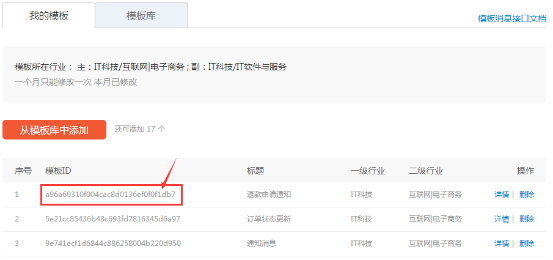 我的模板 模板库
模板消息接口文档
模板所在行业： 主：IT科技/互联网|电子商务；副：IT科技/IT软件与服务
一个月只能修改一次 本月已修改
从模板库中添加 还可添加 17 个
序号 模板ID 标题 一级行业 二级行业 操作
1 a96a69310f004cac8d0136ef0f0f1db7 退款申请通知 IT科技 互联网|电子商务 详情 | 删除
2 5e21cc85436b48c693fd7816345d6a97 订单状态更新 IT科技 互联网|电子商务 详情 | 删除
3 9e741ecf1d6844c886258004b220d950 通知消息 IT科技 互联网|电子商务 详情 | 删除